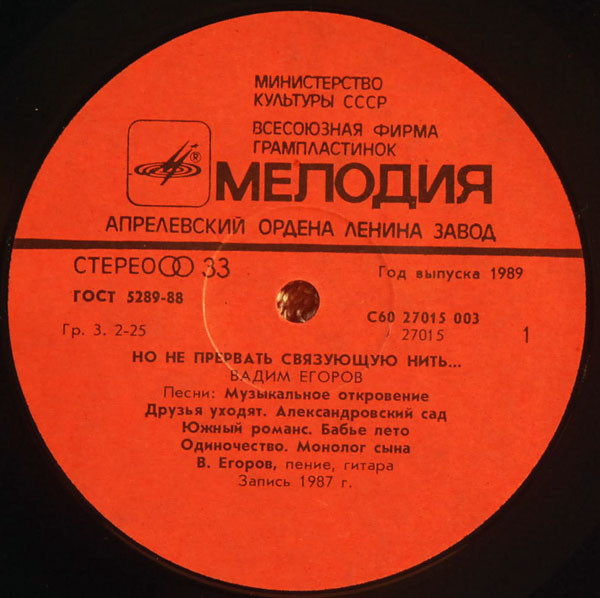 МИНИСТЕРСТВО
КУЛЬТУРЫ СССР
ВСЕСОЮЗНАЯ ФИРМА
ГРАМПЛАСТИНОК
®
МЕЛОДИЯ
АПРЕЛЕВСКИЙ ОРДЕНА ЛЕНИНА ЗАВОД
СТЕРЕО 33
Год выпуска 1989
ГОСТ 5289-88
С60 27015 003
Гр. 3. 2-25
27015
1
НО НЕ ПРЕРВАТЬ СВЯЗУЮЩУЮ НИТЬ...
ВАДИМ ЕГОРОВ
Песни: Музыкальное откровение
Друзья уходят. Александровский сад
Южный романс. Бабье лето
Одиночество. Монолог сына
В. Егоров, пение, гитара
Запись 1987 г.